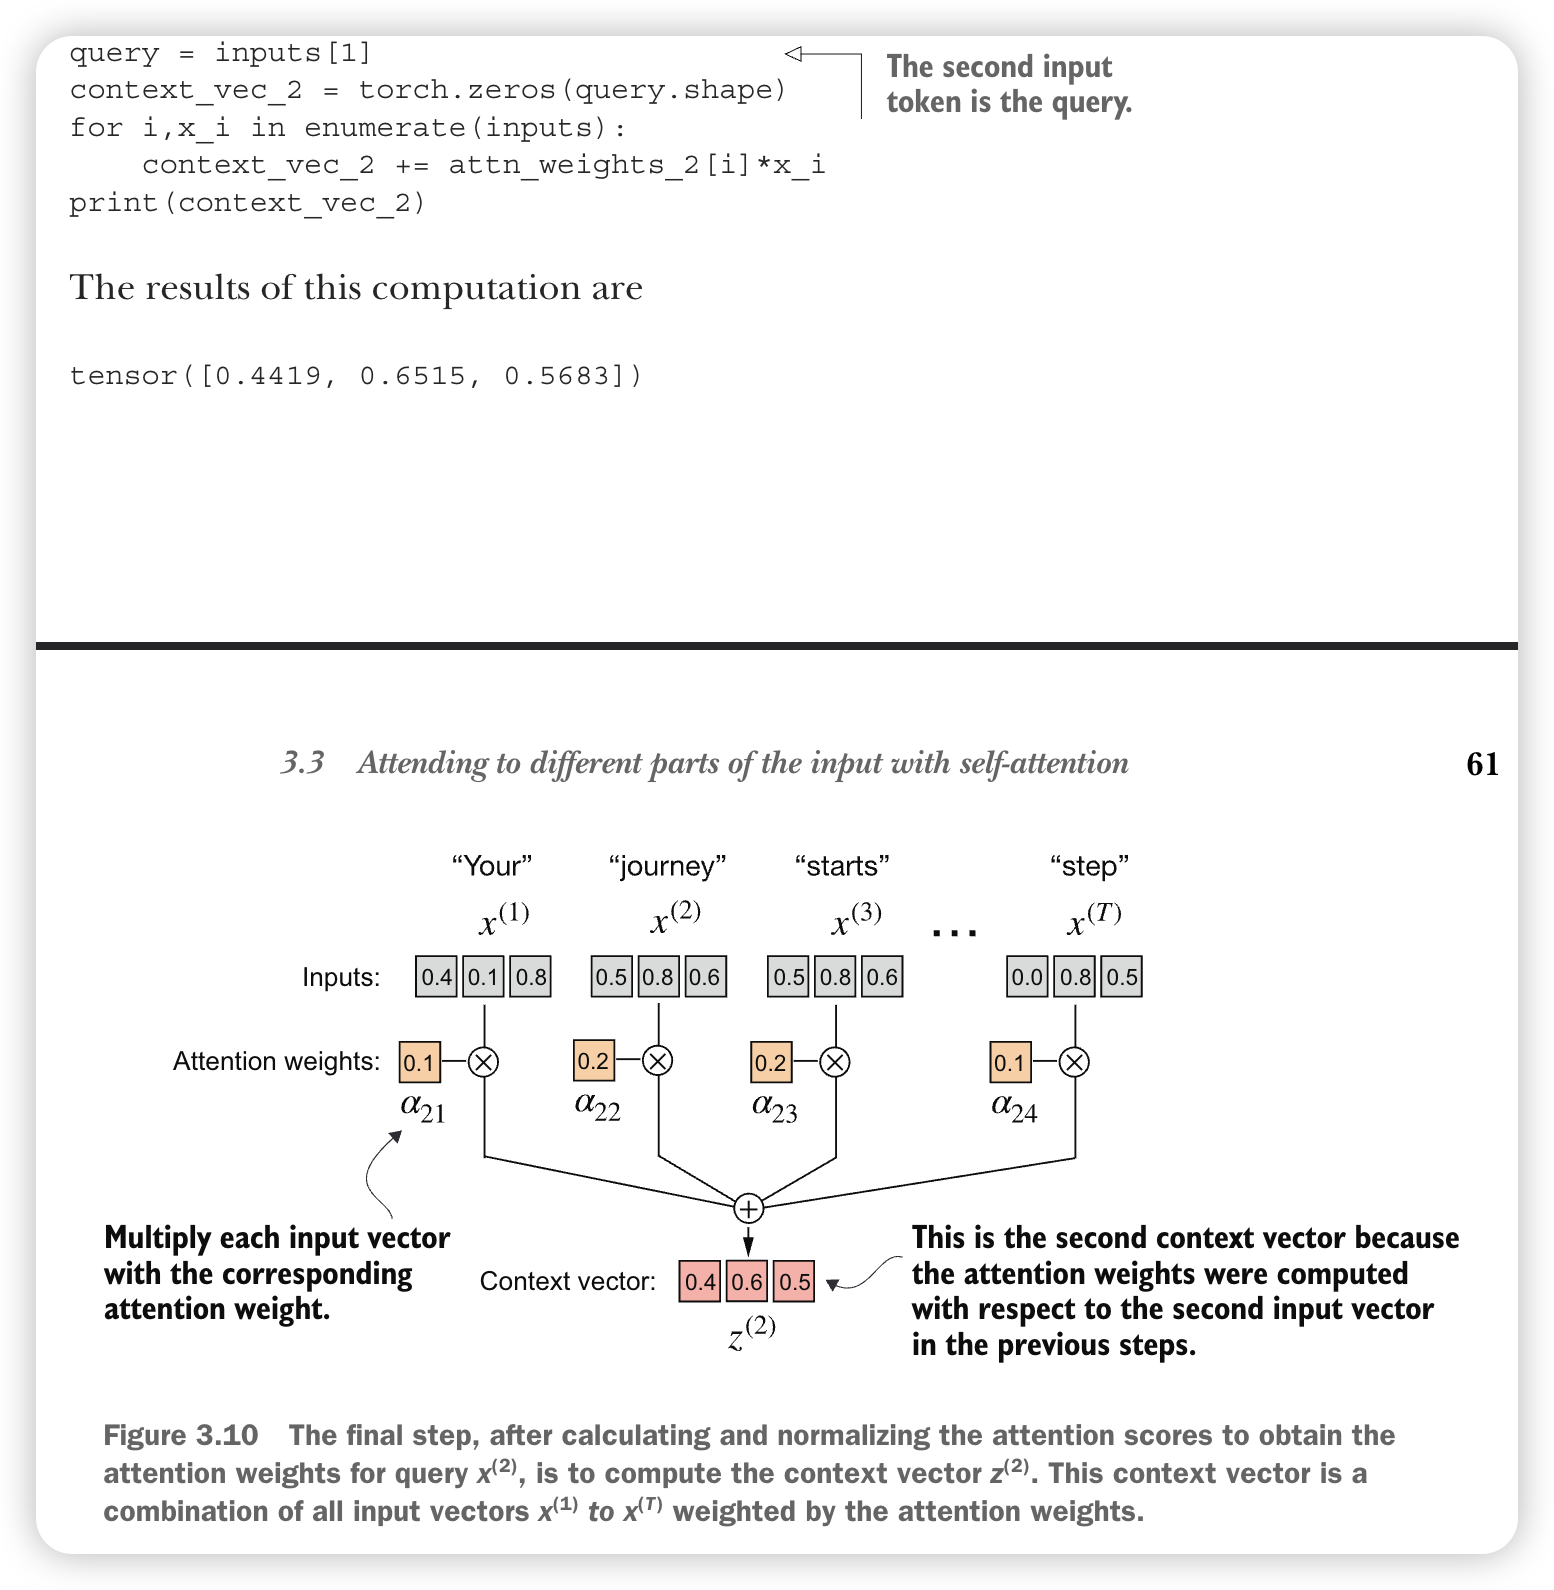 query = inputs[1]
The second input
token is the query.
context_vec_2 = torch.zeros(query.shape)
for i,x_i in enumerate(inputs):
    context_vec_2 += attn_weights_2[i]*x_i
print(context_vec_2)
The results of this computation are
tensor([0.4419, 0.6515, 0.5683])
3.3 Attending to different parts of the input with self-attention 61
“Your” “journey” “starts” “step”
x(1) x(2) x(3) ... x(T)
Inputs: 0.4 0.1 0.8 0.5 0.8 0.6 0.5 0.8 0.6 0.0 0.8 0.5
Attention weights: 0.1 0.2 0.2 0.1
α21 α22 α23 α24
Multiply each input vector
with the corresponding
attention weight.
Context vector: 0.4 0.6 0.5
z(2)
This is the second context vector because
the attention weights were computed
with respect to the second input vector
in the previous steps.
Figure 3.10 The final step, after calculating and normalizing the attention scores to obtain the
attention weights for query x(2), is to compute the context vector z(2). This context vector is a
combination of all input vectors x(1) to x(T) weighted by the attention weights.